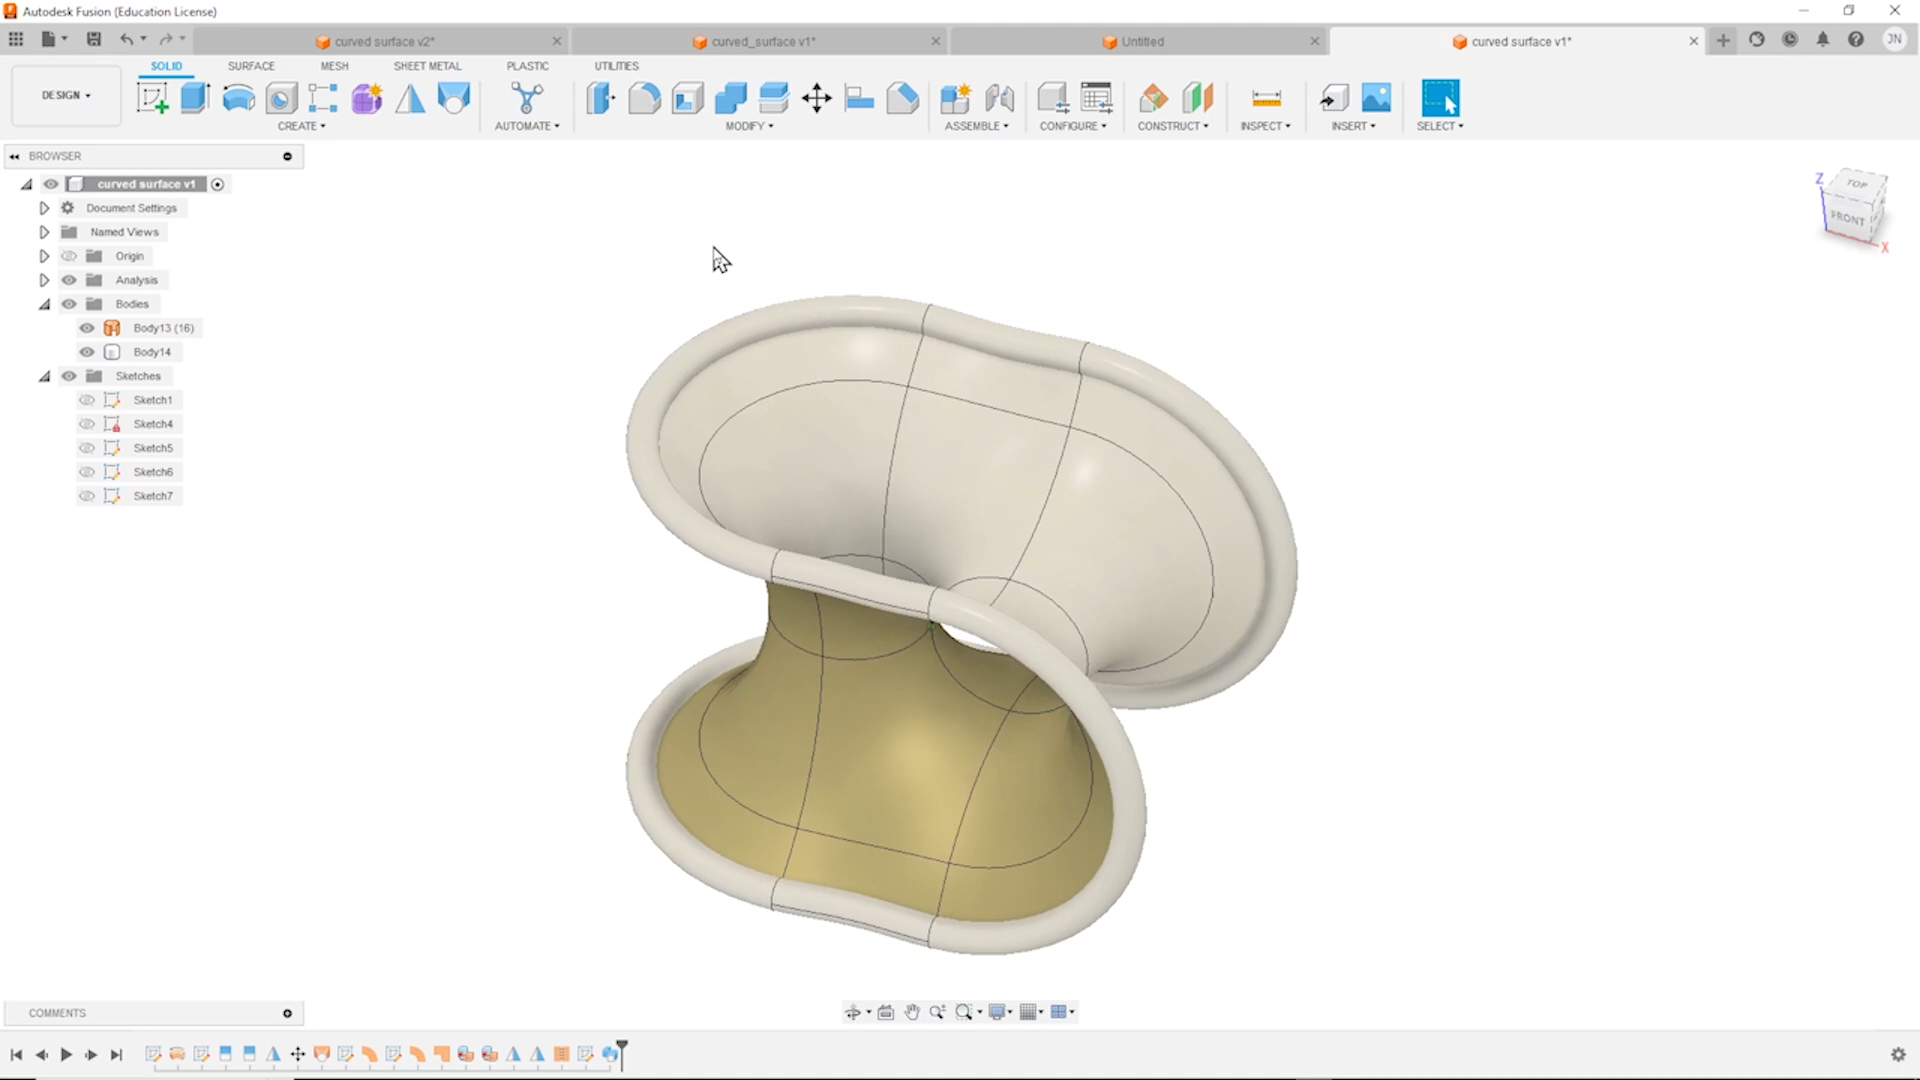 Autodesk Fusion (Education License)
curved surface v2*
curved_surface v1*
Untitled
curved surface v1*
JN
DESIGN
SOLID
SURFACE
MESH
SHEET METAL
PLASTIC
UTILITIES
CREATE
AUTOMATE
MODIFY
ASSEMBLE
CONFIGURE
CONSTRUCT
INSPECT
INSERT
SELECT
BROWSER
curved surface v1
Document Settings
Named Views
Origin
Analysis
Bodies
Body13 (16)
Body14
Sketches
Sketch1
Sketch4
Sketch5
Sketch6
Sketch7
Z
TOP
FRONT
X
COMMENTS